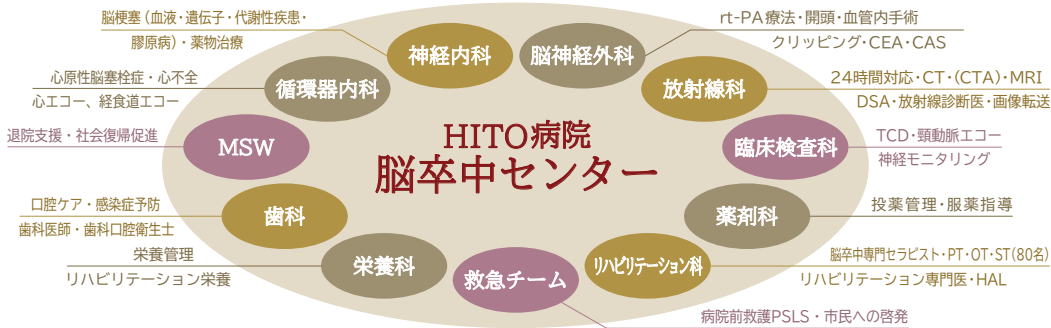 HITO病院
脳卒中センター
神経内科
脳梗塞（血液・遺伝子・代謝性疾患・
膠原病）・薬物治療
脳神経外科
rt-PA療法・開頭・血管内手術
クリッピング・CEA・CAS
循環器内科
心原性脳塞栓症・心不全
心エコー、経食道エコー
放射線科
24時間対応・CT・(CTA)・MRI
DSA・放射線診断医・画像転送
MSW
退院支援・社会復帰促進
臨床検査科
TCD・頸動脈エコー
神経モニタリング
歯科
口腔ケア・感染症予防
歯科医師・歯科口腔衛生士
薬剤科
投薬管理・服薬指導
栄養科
栄養管理
リハビリテーション栄養
救急チーム
病院前救護PSLS・市民への啓発
リハビリテーション科
脳卒中専門セラピスト・PT・OT・ST(80名)
リハビリテーション専門医・HAL